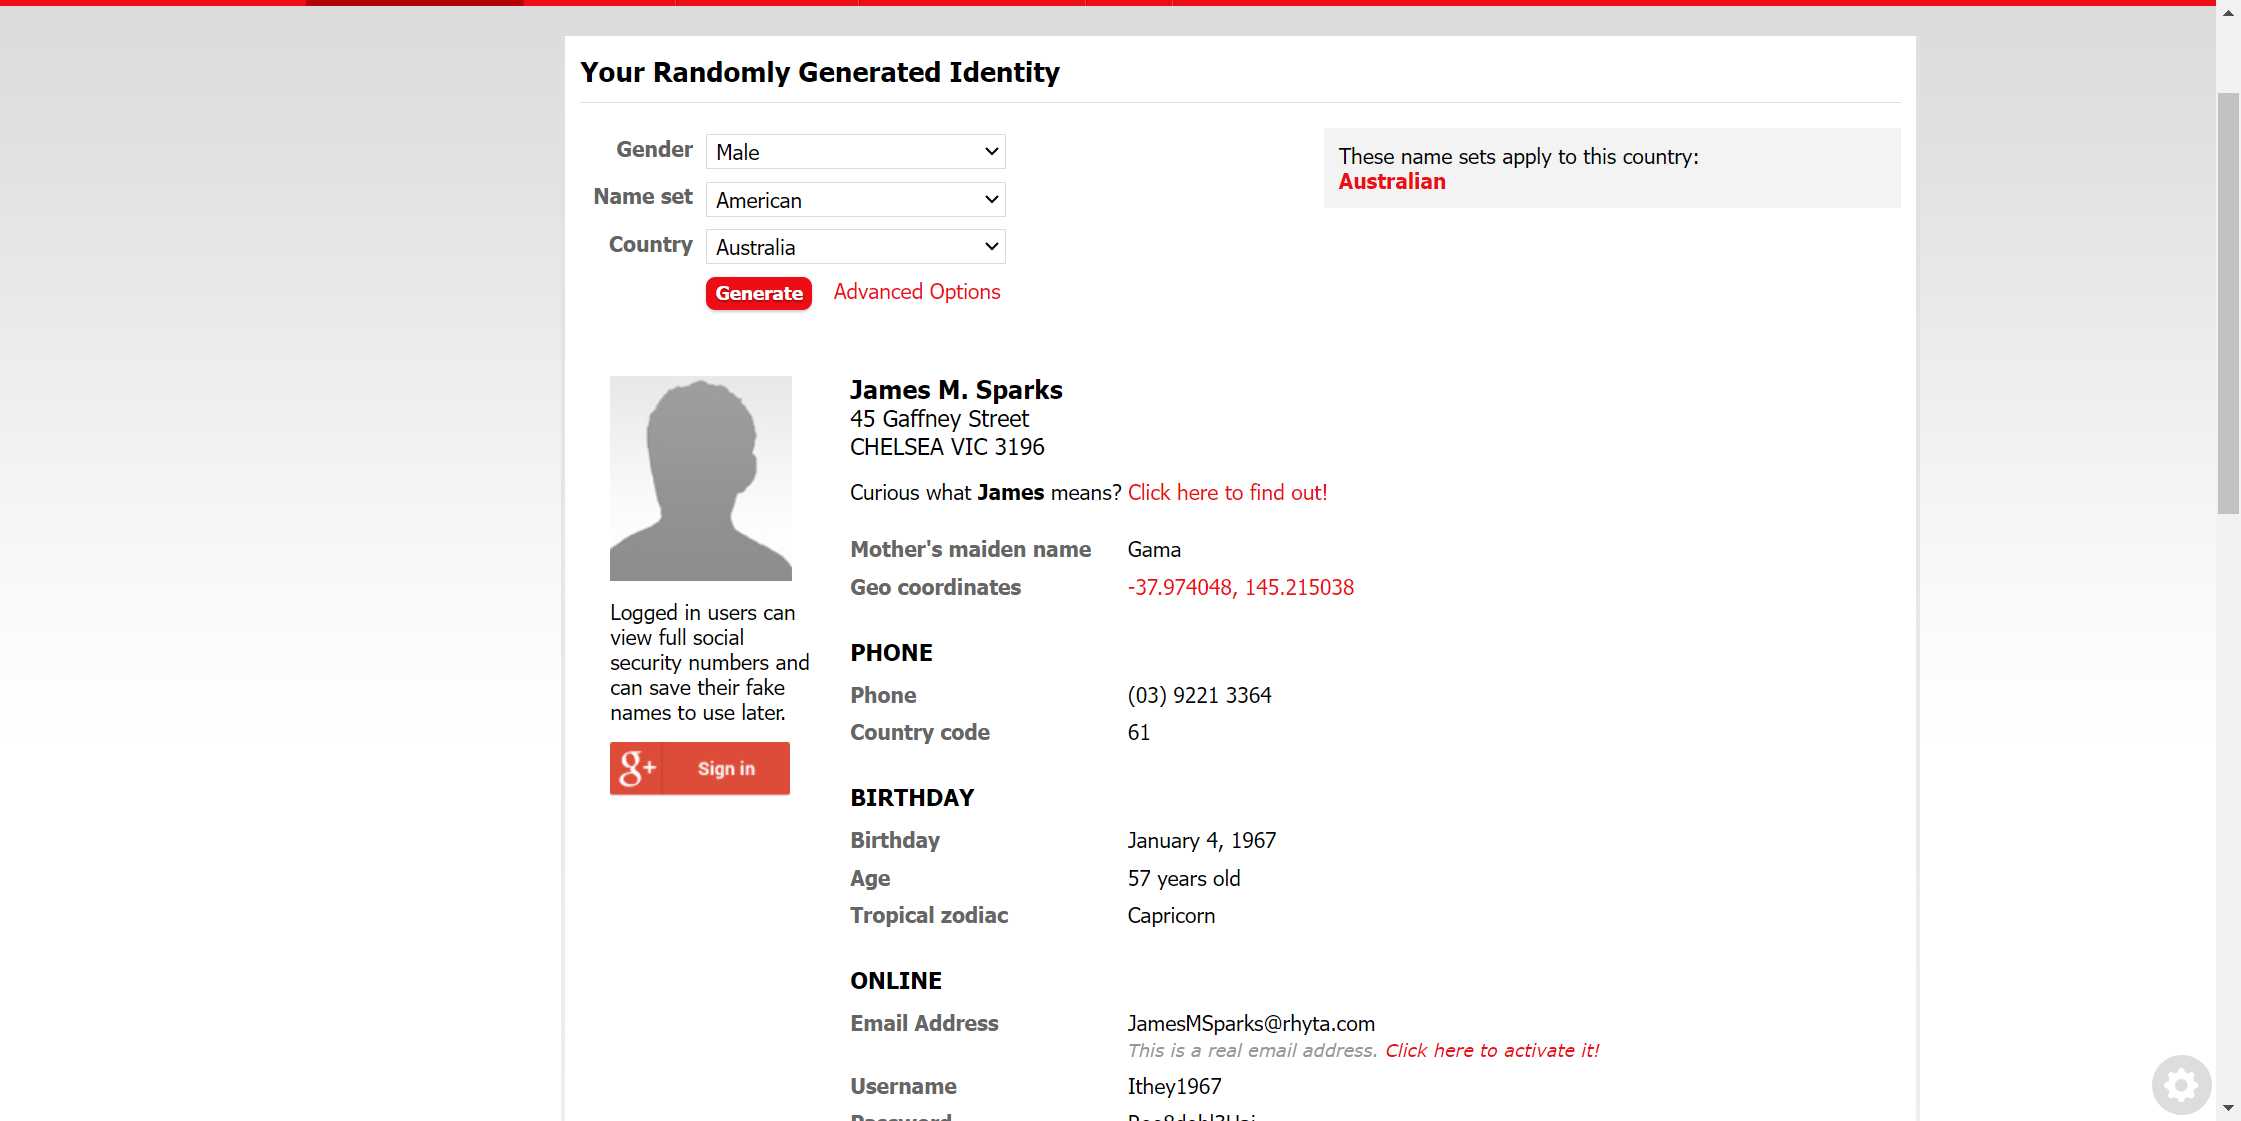 Your Randomly Generated Identity
Gender Male
Name set American
Country Australia
Generate Advanced Options
These name sets apply to this country:
Australian
James M. Sparks
45 Gaffney Street
CHELSEA VIC 3196
Curious what James means? Click here to find out!
Mother's maiden name Gama
Geo coordinates -37.974048, 145.215038
Logged in users can
view full social
security numbers and
can save their fake
names to use later.
g+ Sign in
PHONE
Phone (03) 9221 3364
Country code 61
BIRTHDAY
Birthday January 4, 1967
Age 57 years old
Tropical zodiac Capricorn
ONLINE
Email Address JamesMSparks@rhyta.com
This is a real email address. Click here to activate it!
Username Ithey1967
Password